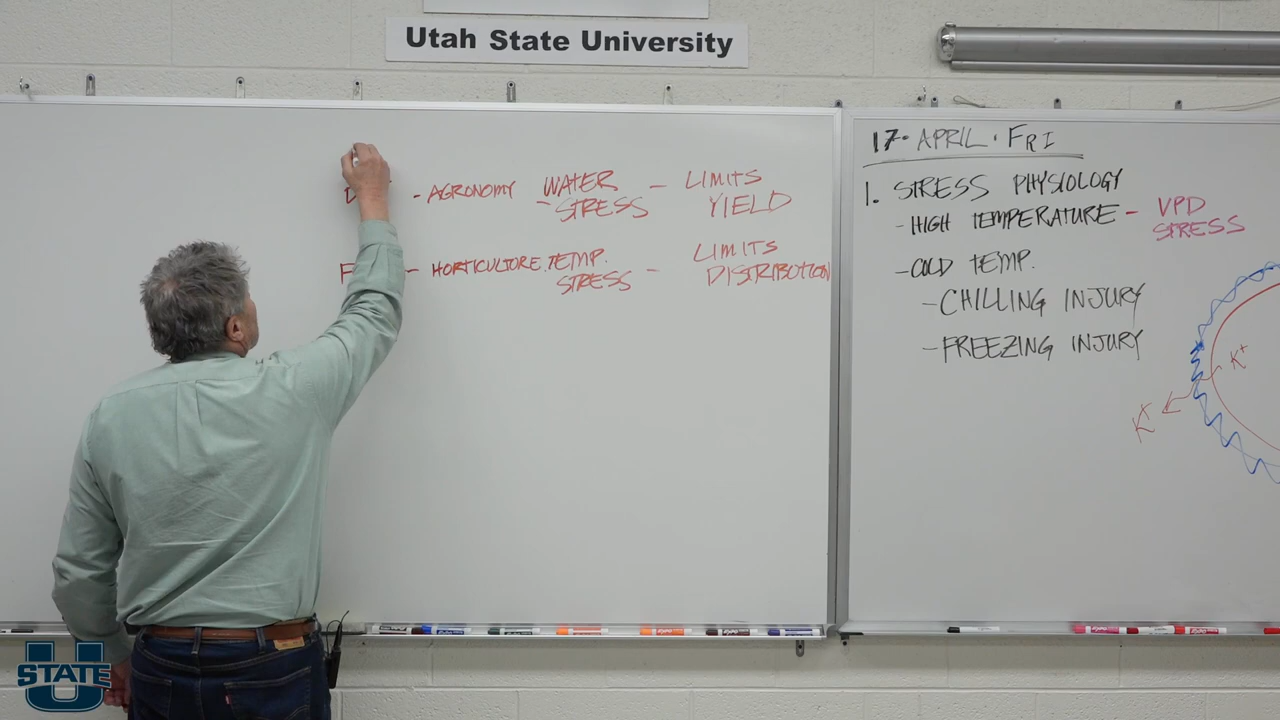 Utah State University
- AGRONOMY WATER - LIMITS
- STRESS YIELD
- HORTICULTURE. TEMP. - LIMITS
STRESS DISTRIBUTION
17. APRIL. FRI
1. STRESS PHYSIOLOGY
- HIGH TEMPERATURE - VPD
STRESS
- COLD TEMP.
- CHILLING INJURY
- FREEZING INJURY
K+
K+
U STATE